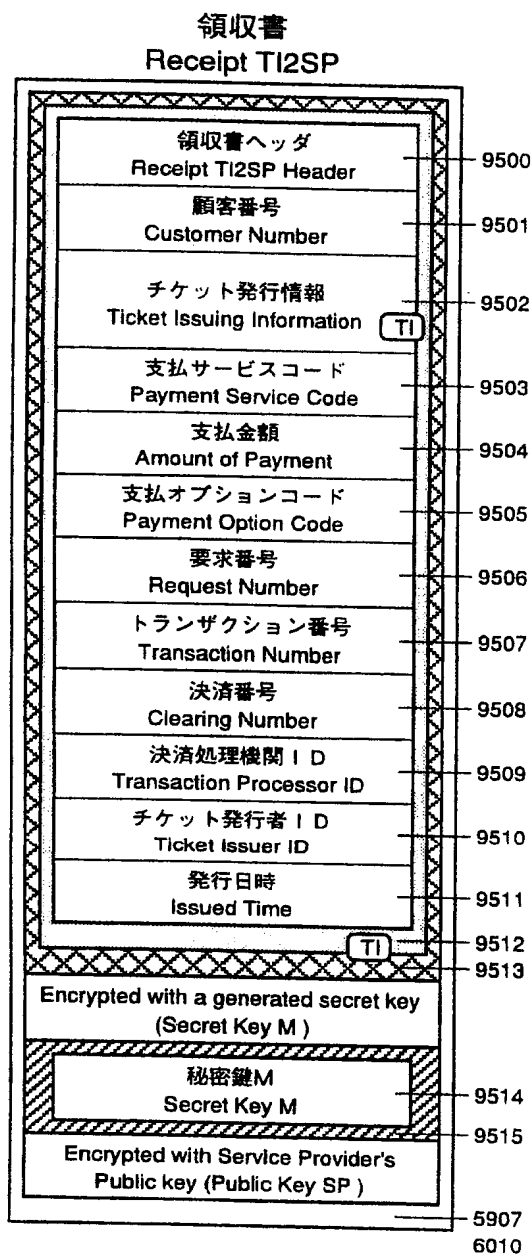 領収書
Receipt TI2SP
領収書ヘッダ
Receipt TI2SP Header
9500
顧客番号
Customer Number
9501
チケット発行情報
Ticket Issuing Information
TI
9502
支払サービスコード
Payment Service Code
9503
支払金額
Amount of Payment
9504
支払オプションコード
Payment Option Code
9505
要求番号
Request Number
9506
トランザクション番号
Transaction Number
9507
決済番号
Clearing Number
9508
決済処理機関ID
Transaction Processor ID
9509
チケット発行者ID
Ticket Issuer ID
9510
発行日時
Issued Time
9511
TI
9512
9513
Encrypted with a generated secret key
(Secret Key M )
秘密鍵M
Secret Key M
9514
9515
Encrypted with Service Provider's
Public key (Public Key SP )
5907
6010